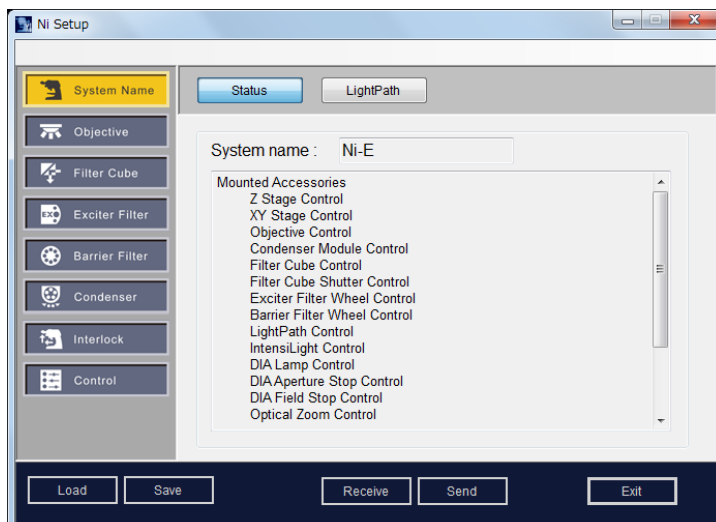 Ni Setup
System Name
Objective
Filter Cube
EXC
Exciter Filter
Barrier Filter
Condenser
Interlock
Control
Status
LightPath
System name :
Ni-E
Mounted Accessories
Z Stage Control
XY Stage Control
Objective Control
Condenser Module Control
Filter Cube Control
Filter Cube Shutter Control
Exciter Filter Wheel Control
Barrier Filter Wheel Control
LightPath Control
IntensiLight Control
DIA Lamp Control
DIA Aperture Stop Control
DIA Field Stop Control
Optical Zoom Control
Load
Save
Receive
Send
Exit